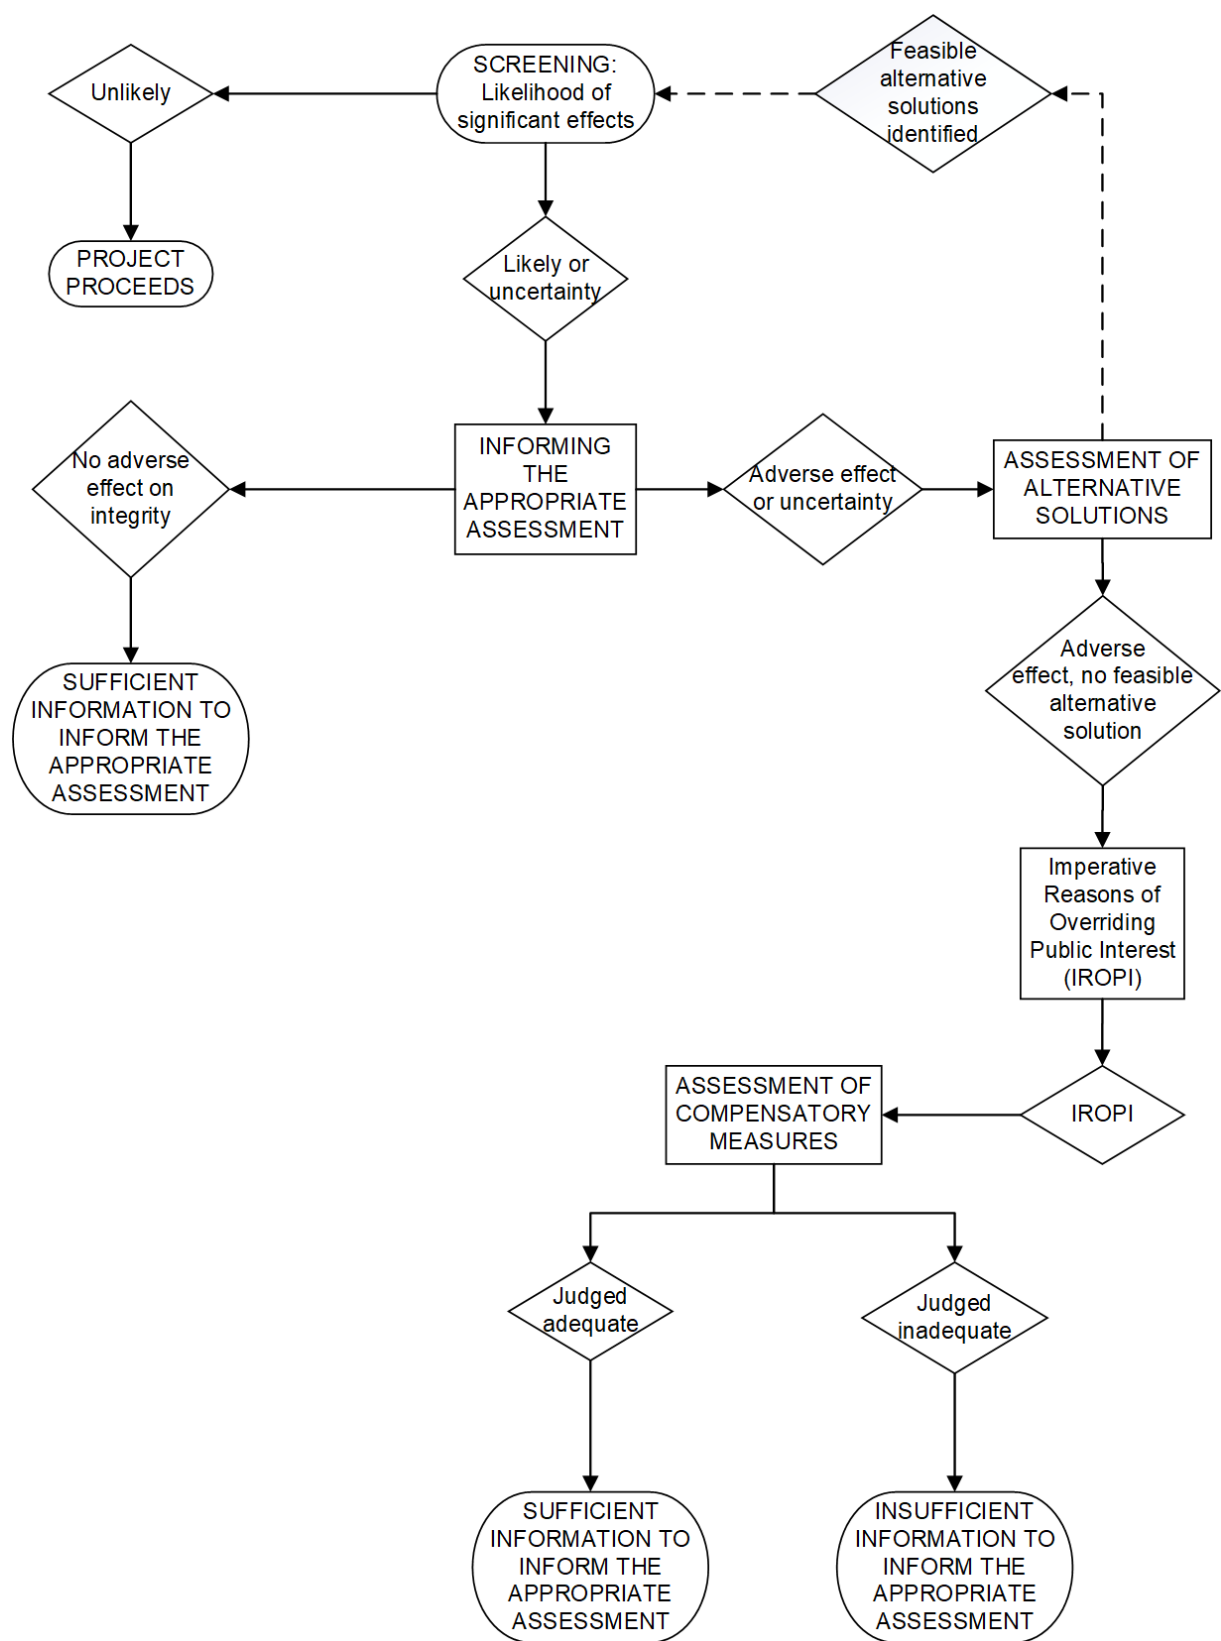 SCREENING:
Likelihood of
significant effects
Unlikely
Feasible
alternative
solutions
identified
PROJECT
PROCEEDS
Likely or
uncertainty
No adverse
effect on
integrity
INFORMING
THE
APPROPRIATE
ASSESSMENT
Adverse effect
or uncertainty
ASSESSMENT OF
ALTERNATIVE
SOLUTIONS
SUFFICIENT
INFORMATION TO
INFORM THE
APPROPRIATE
ASSESSMENT
Adverse
effect, no feasible
alternative
solution
Imperative
Reasons of
Overriding
Public Interest
(IROPI)
ASSESSMENT OF
COMPENSATORY
MEASURES
IROPI
Judged
adequate
Judged
inadequate
SUFFICIENT
INFORMATION TO
INFORM THE
APPROPRIATE
ASSESSMENT
INSUFFICIENT
INFORMATION TO
INFORM THE
APPROPRIATE
ASSESSMENT